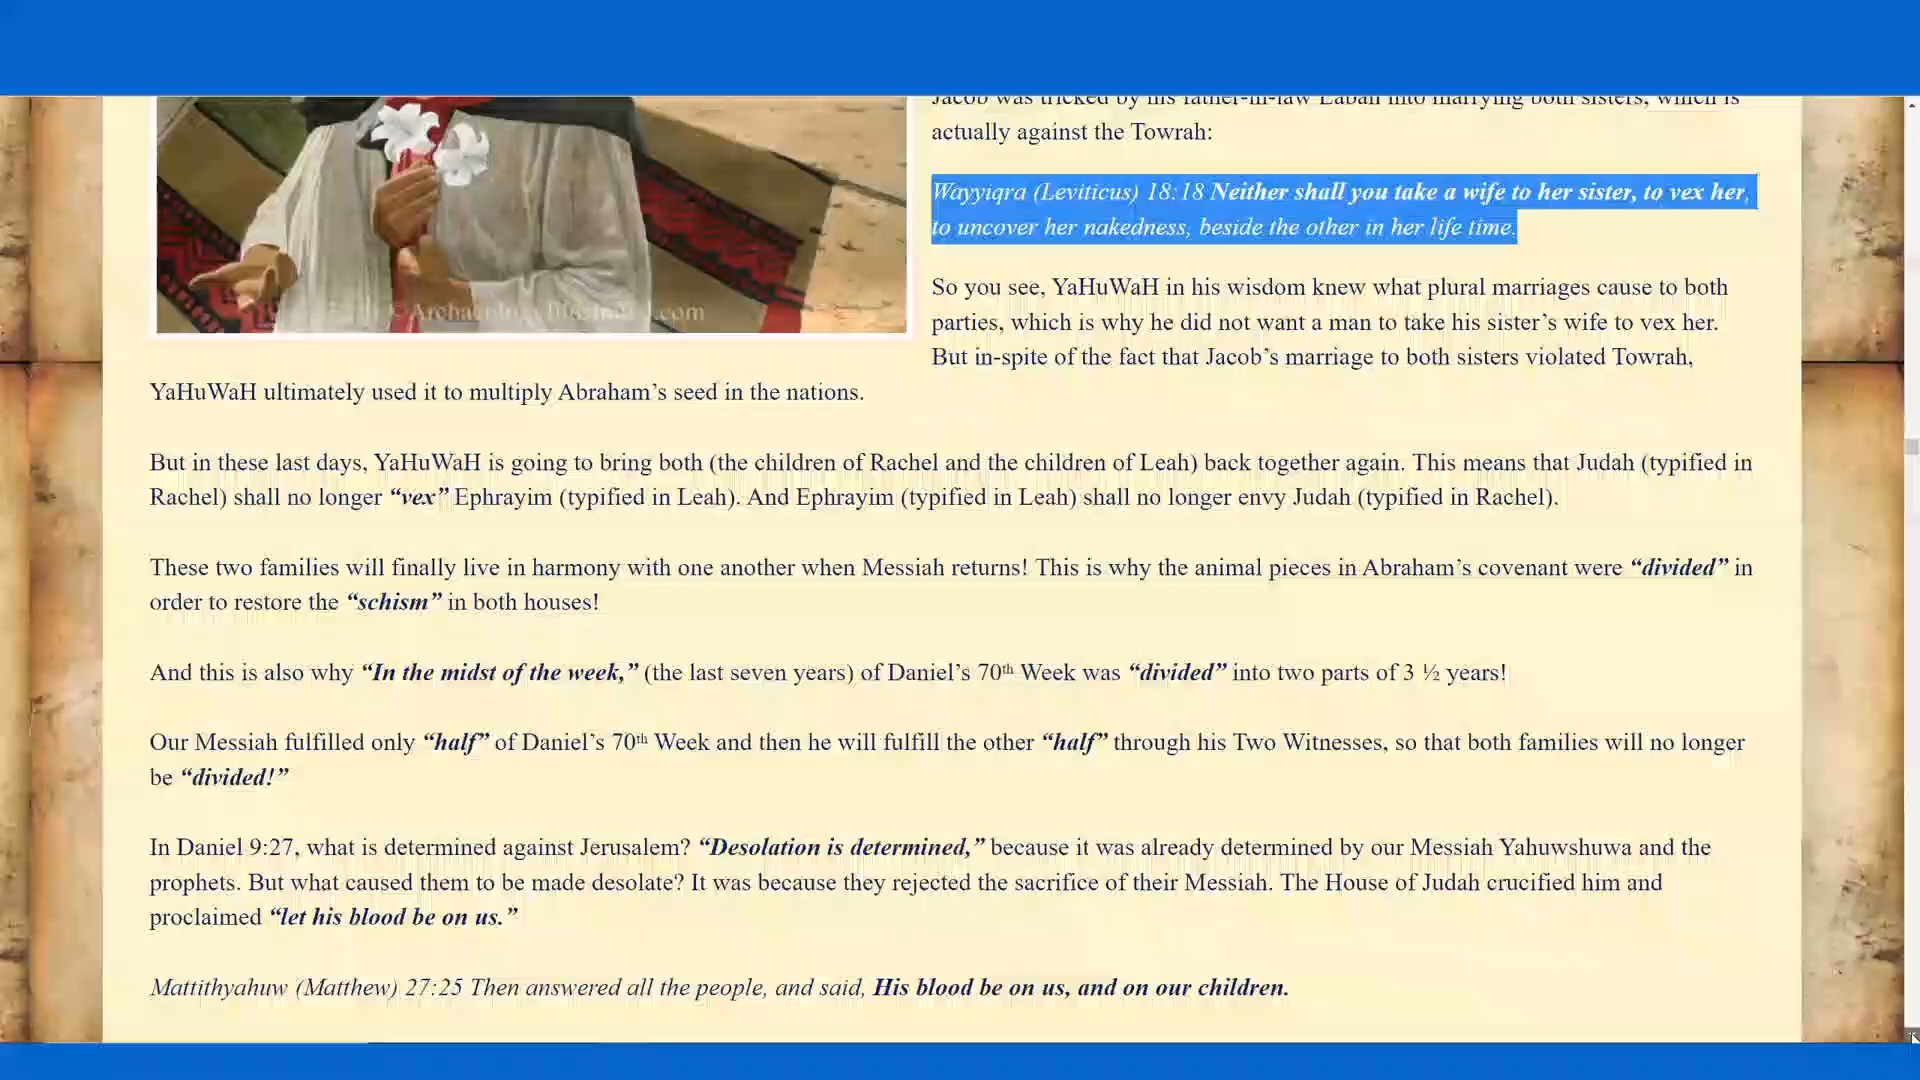 Jacob was tricked by his father-in-law Laban into marrying both sisters, which is
actually against the Towrah:
Wayyiqra (Leviticus) 18:18 Neither shall you take a wife to her sister, to vex her,
to uncover her nakedness, beside the other in her life time.
So you see, YaHuWaH in his wisdom knew what plural marriages cause to both
parties, which is why he did not want a man to take his sister’s wife to vex her.
But in-spite of the fact that Jacob’s marriage to both sisters violated Towrah,
YaHuWaH ultimately used it to multiply Abraham’s seed in the nations.
But in these last days, YaHuWaH is going to bring both (the children of Rachel and the children of Leah) back together again. This means that Judah (typified in
Rachel) shall no longer “vex” Ephrayim (typified in Leah). And Ephrayim (typified in Leah) shall no longer envy Judah (typified in Rachel).
These two families will finally live in harmony with one another when Messiah returns! This is why the animal pieces in Abraham’s covenant were “divided” in
order to restore the “schism” in both houses!
And this is also why “In the midst of the week,” (the last seven years) of Daniel’s 70th Week was “divided” into two parts of 3 ½ years!
Our Messiah fulfilled only “half” of Daniel’s 70th Week and then he will fulfill the other “half” through his Two Witnesses, so that both families will no longer
be “divided!”
In Daniel 9:27, what is determined against Jerusalem? “Desolation is determined,” because it was already determined by our Messiah Yahuwshuwa and the
prophets. But what caused them to be made desolate? It was because they rejected the sacrifice of their Messiah. The House of Judah crucified him and
proclaimed “let his blood be on us.”
Mattithyahuw (Matthew) 27:25 Then answered all the people, and said, His blood be on us, and on our children.